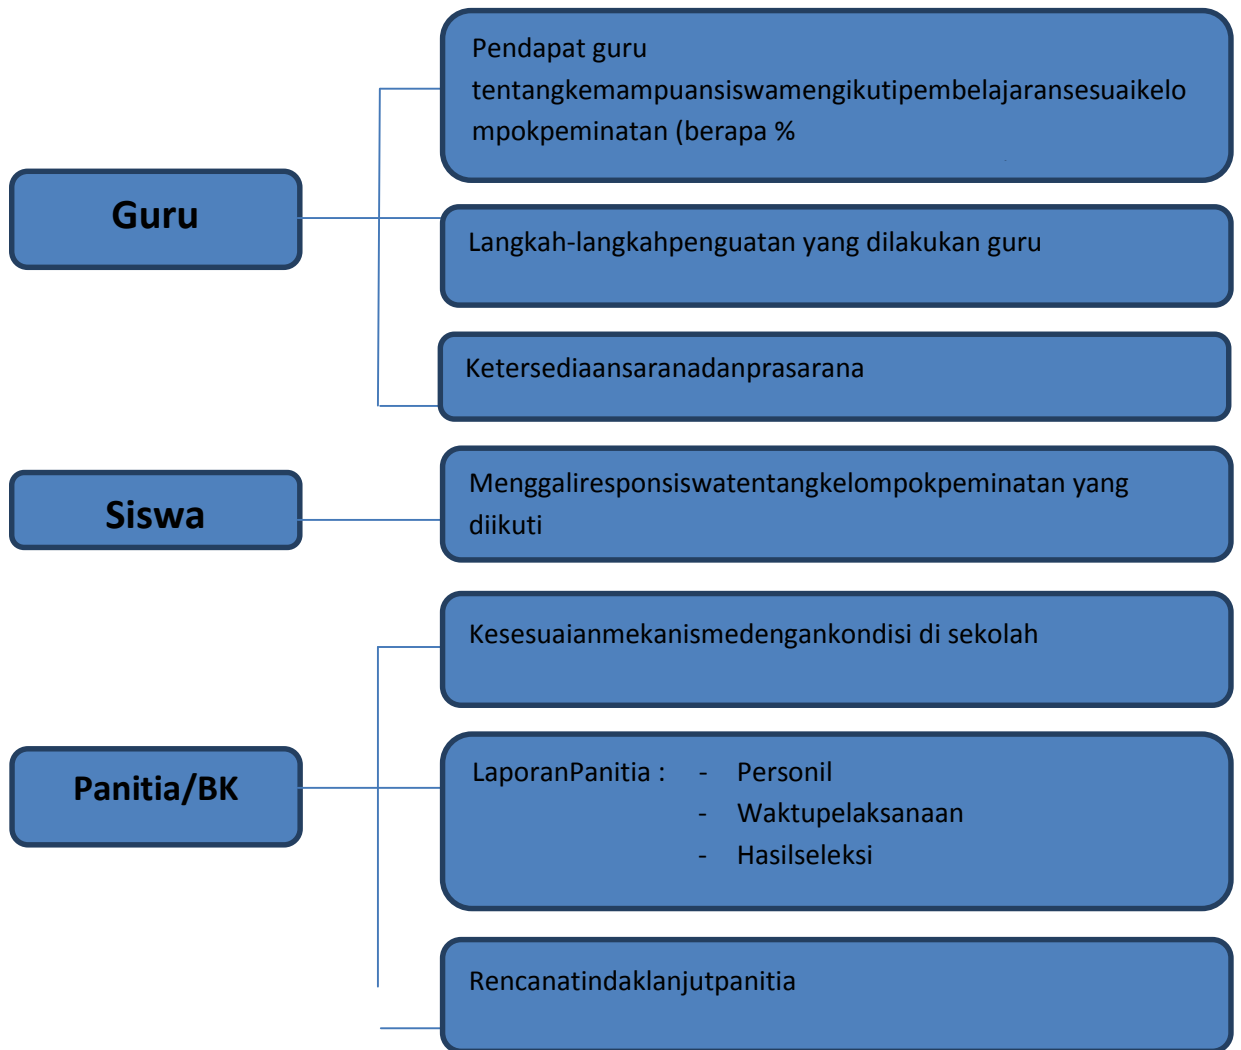 Pendapat guru
tentangkemampuansiswamengikutipembelajaransesuaikelo
mpokpeminatan (berapa %
Guru
Langkah-langkahpenguatan yang dilakukan guru
Ketersediaansaranadanprasarana
Menggaliresponsiswatentangkelompokpeminatan yang
diikuti
Siswa
Kesesuaianmekanismedengankondisi di sekolah
Panitia/BK
LaporanPanitia : - Personil
- Waktupelaksanaan
- Hasilseleksi
Rencanatindaklanjutpanitia